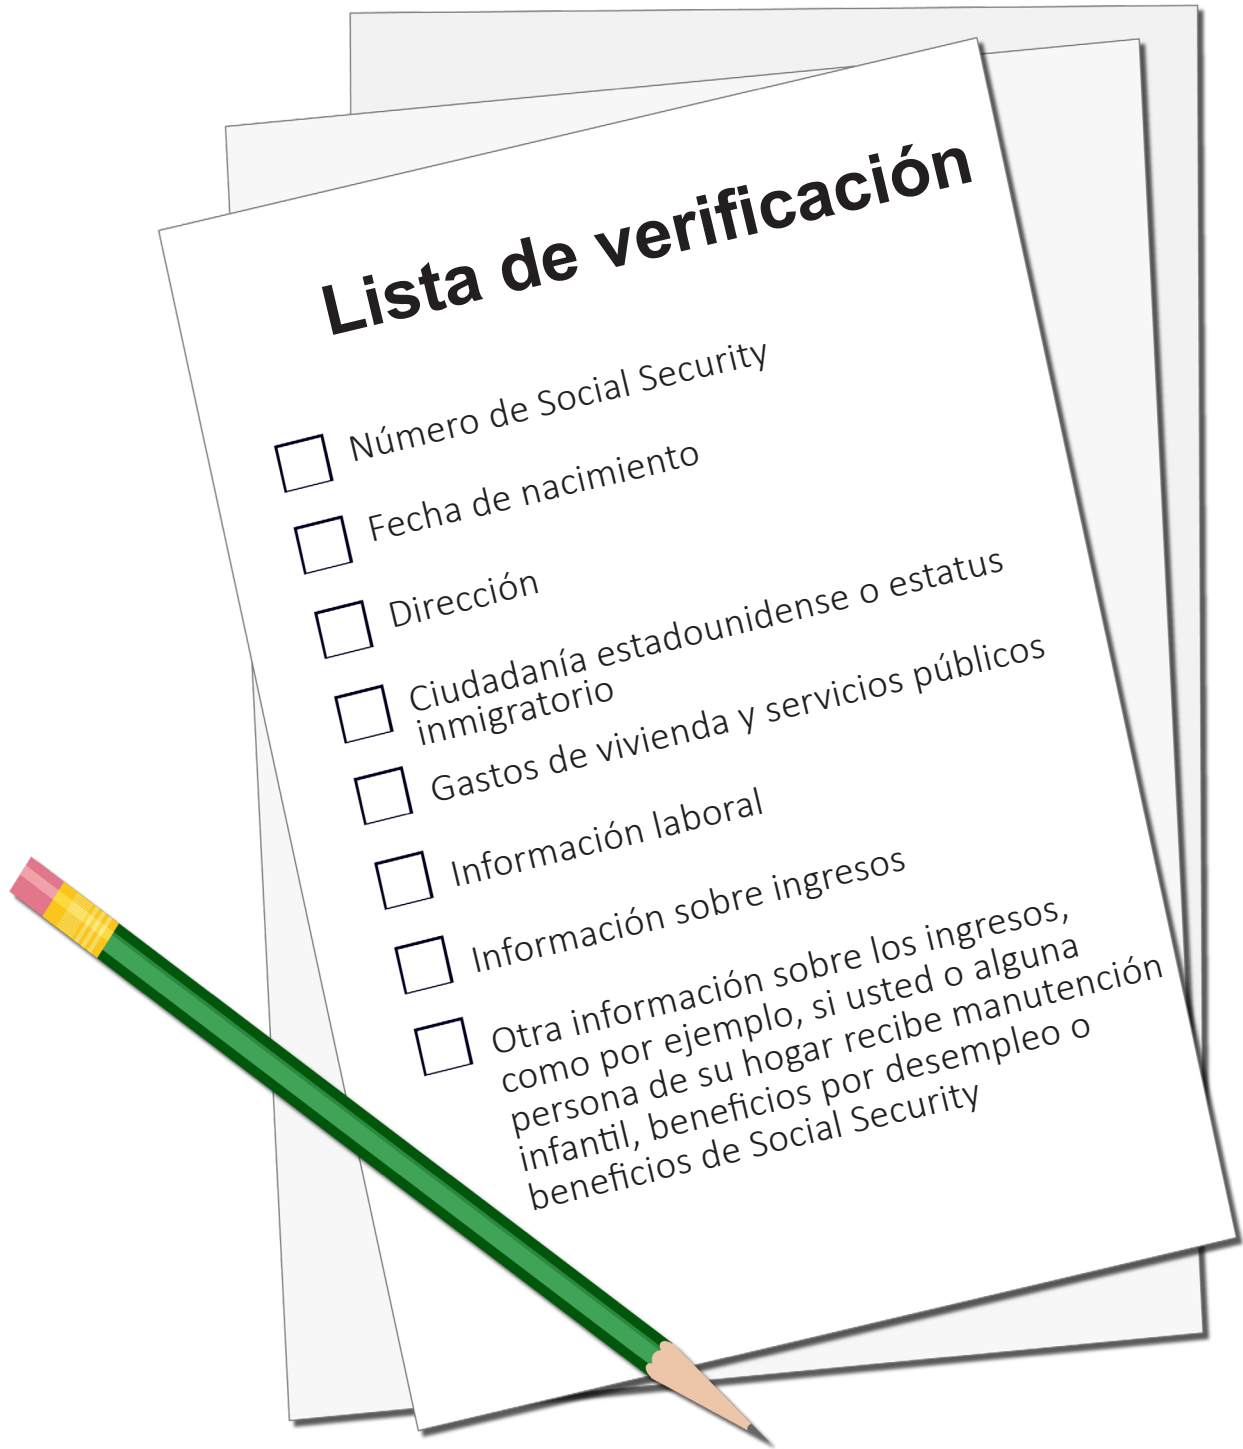 Lista de verificación
Número de Social Security
Fecha de nacimiento
Dirección
Ciudadanía estadounidense o estatus
inmigratorio
Gastos de vivienda y servicios públicos
Información laboral
Información sobre ingresos
Otra información sobre los ingresos,
como por ejemplo, si usted o alguna
persona de su hogar recibe manutención
infantil, beneficios por desempleo o
beneficios de Social Security